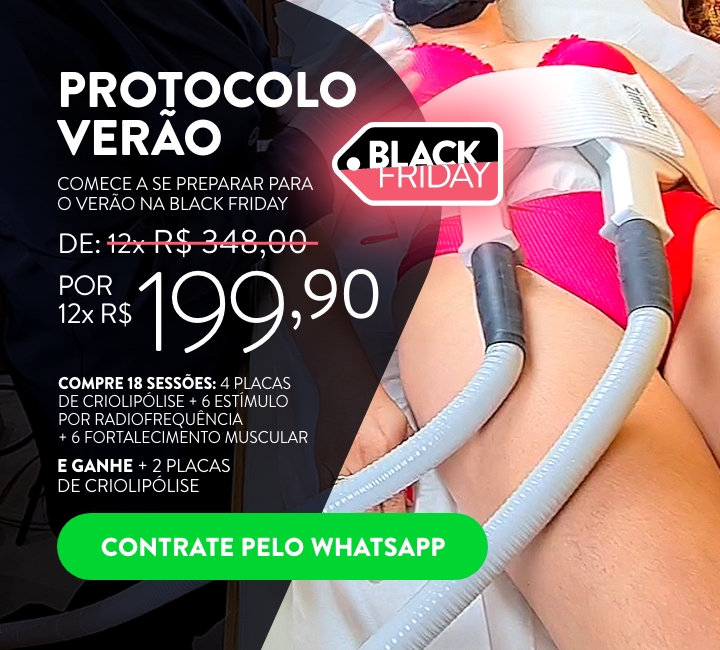 PROTOCOLO
VERÃO
COMECE A SE PREPARAR PARA
O VERÃO NA BLACK FRIDAY
DE: 12x R$ 348,00
POR
12x R$ 199,90
COMPRE 18 SESSÕES: 4 PLACAS
DE CRIOLIPÓLISE + 6 ESTÍMULO
POR RADIOFREQUÊNCIA
+ 6 FORTALECIMENTO MUSCULAR
E GANHE + 2 PLACAS
DE CRIOLIPÓLISE
CONTRATE PELO WHATSAPP
BLACK
FRIDAY
Zimmer